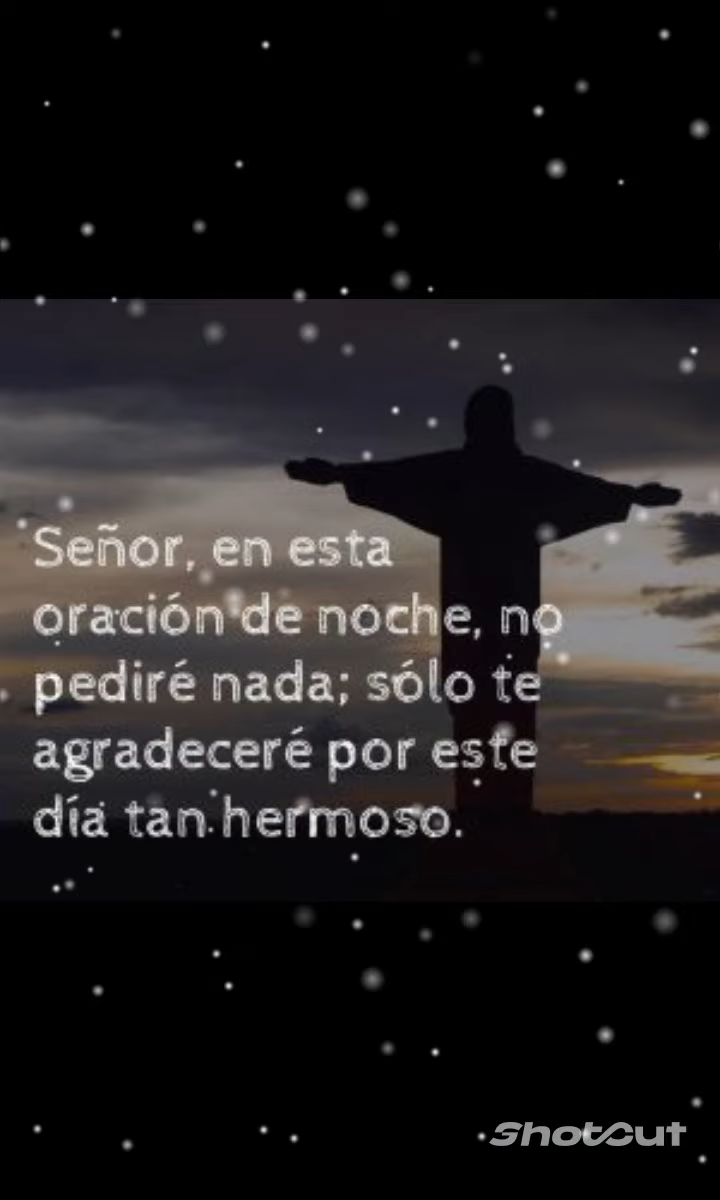 Señor, en esta
oración de noche, no
pediré nada; sólo te
agradeceré por este
día tan hermoso.
ShotCut